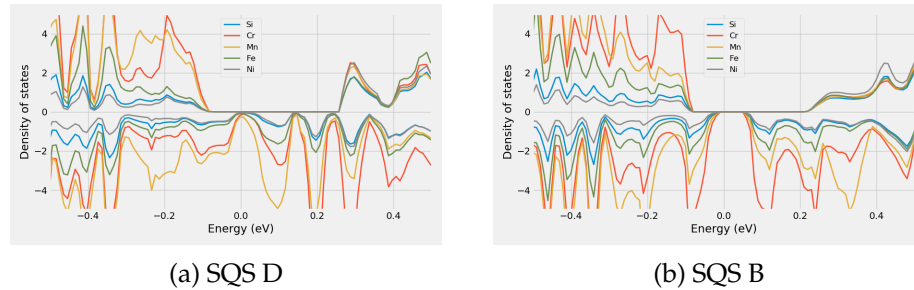 Density of states
4
2
0
−2
−4
Si
Cr
Mn
Fe
Ni
−0.4
−0.2
0.0
0.2
0.4
Energy (eV)
(a) SQS D
Density of states
4
2
0
−2
−4
Si
Cr
Mn
Fe
Ni
−0.4
−0.2
0.0
0.2
0.4
Energy (eV)
(b) SQS B